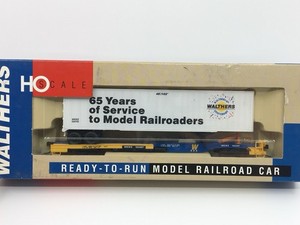 WALTHERS
HO SCALE
65 Years
of Service
to Model Railroaders
WALTHERS
READY-TO-RUN MODEL RAILROAD CAR